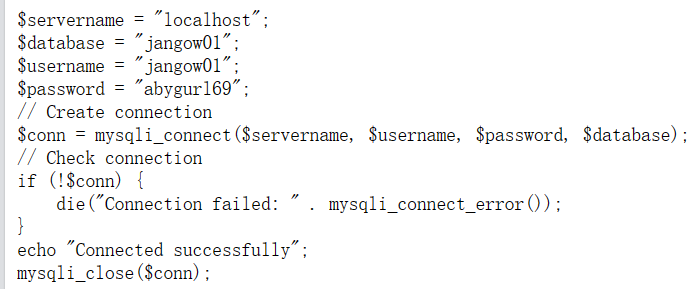 $servername = "localhost";
$database = "jangow01";
$username = "jangow01";
$password = "abygurl69";
// Create connection
$conn = mysqli_connect($servername, $username, $password, $database);
// Check connection
if (!$conn) {
    die("Connection failed: " . mysqli_connect_error());
}
echo "Connected successfully";
mysqli_close($conn);